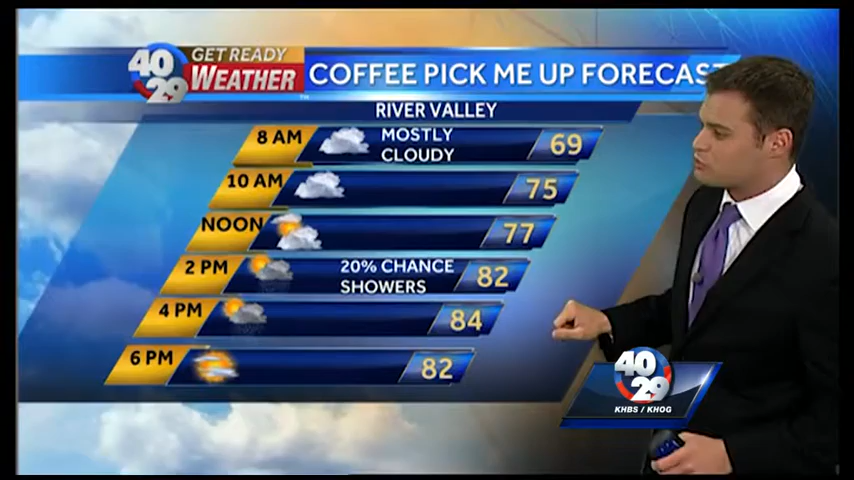 40
29
GET READY
WEATHER
COFFEE PICK ME UP FORECAST
RIVER VALLEY
8 AM MOSTLY CLOUDY 69
10 AM 75
NOON 77
2 PM 20% CHANCE SHOWERS 82
4 PM 84
6 PM 82
40
29
KHBS / KHOG